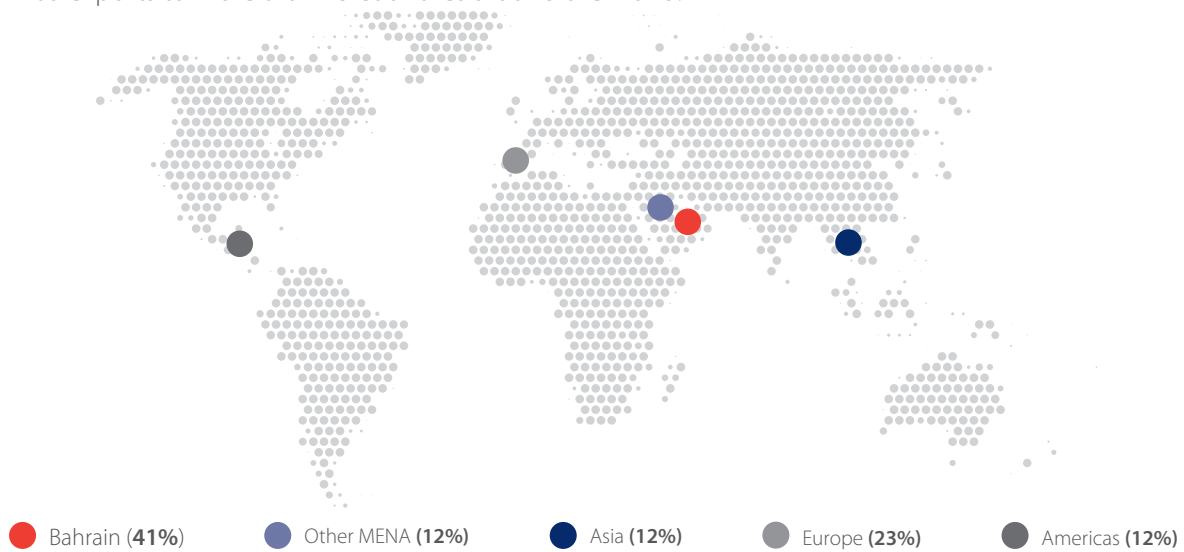 Bahrain (41%)
Other MENA (12%)
Asia (12%)
Europe (23%)
Americas (12%)